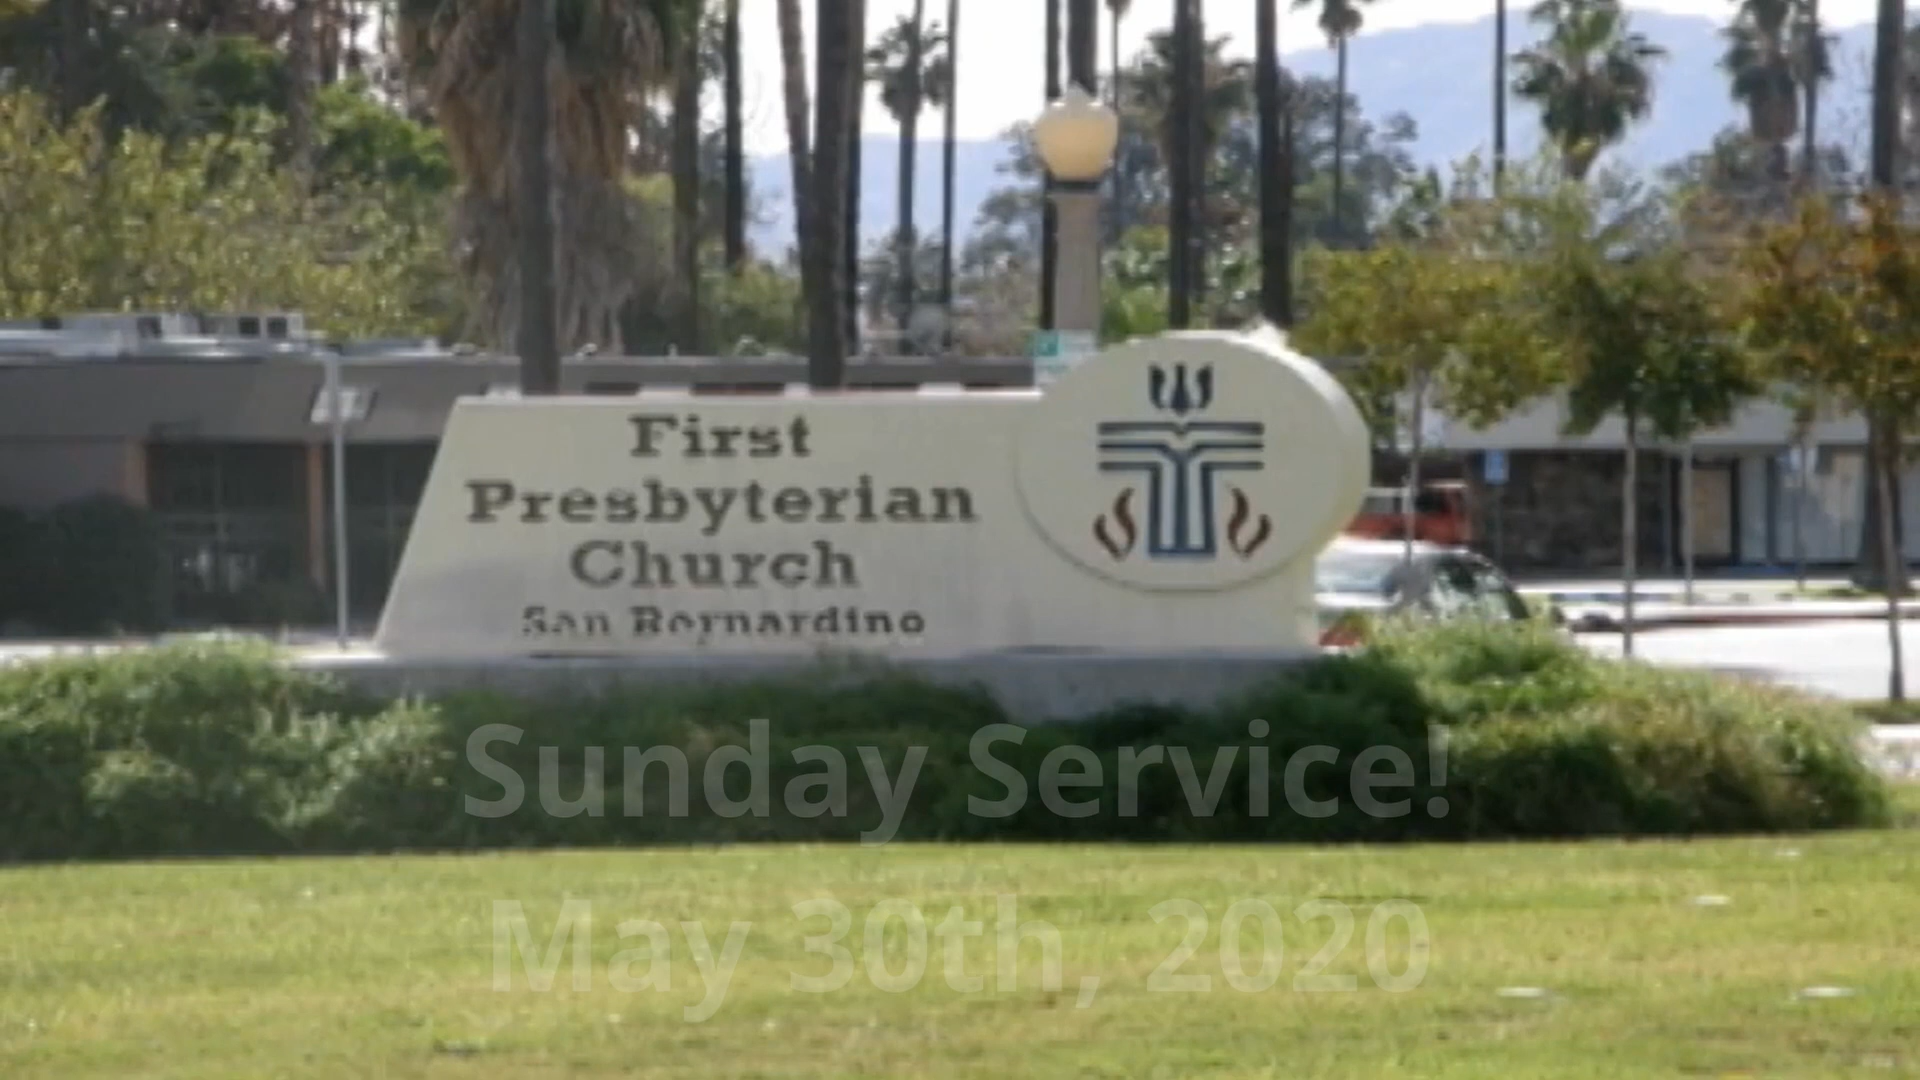 First
Presbyterian
Church
San Bernardino
Sunday Service!
May 30th, 2020